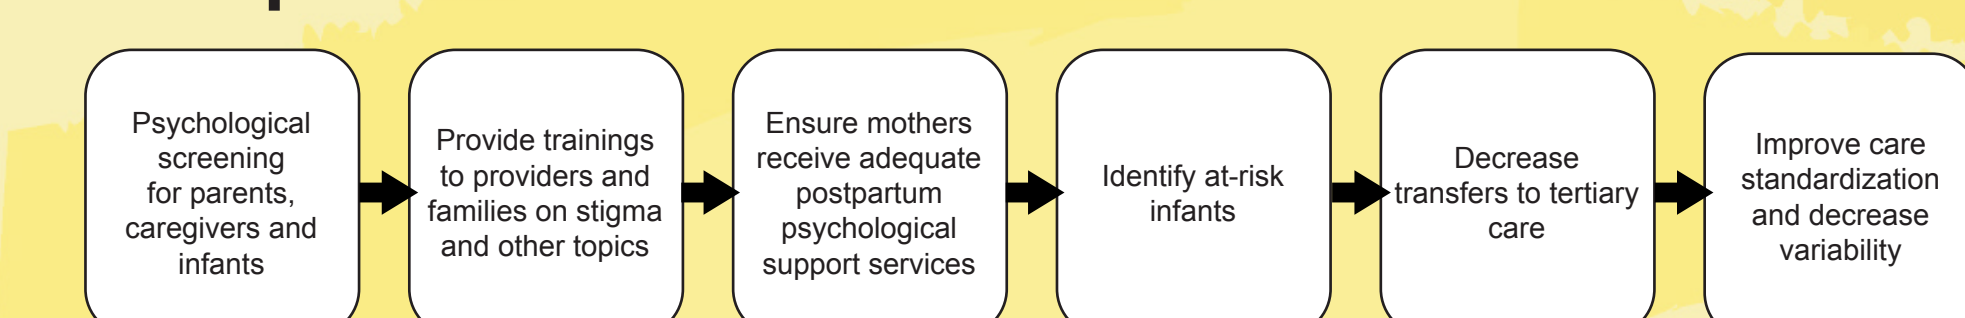 Psychological
screening
for parents,
caregivers and
infants
Provide trainings
to providers and
families on stigma
and other topics
Ensure mothers
receive adequate
postpartum
psychological
support services
Identify at-risk
infants
Decrease
transfers to tertiary
care
Improve care
standardization
and decrease
variability